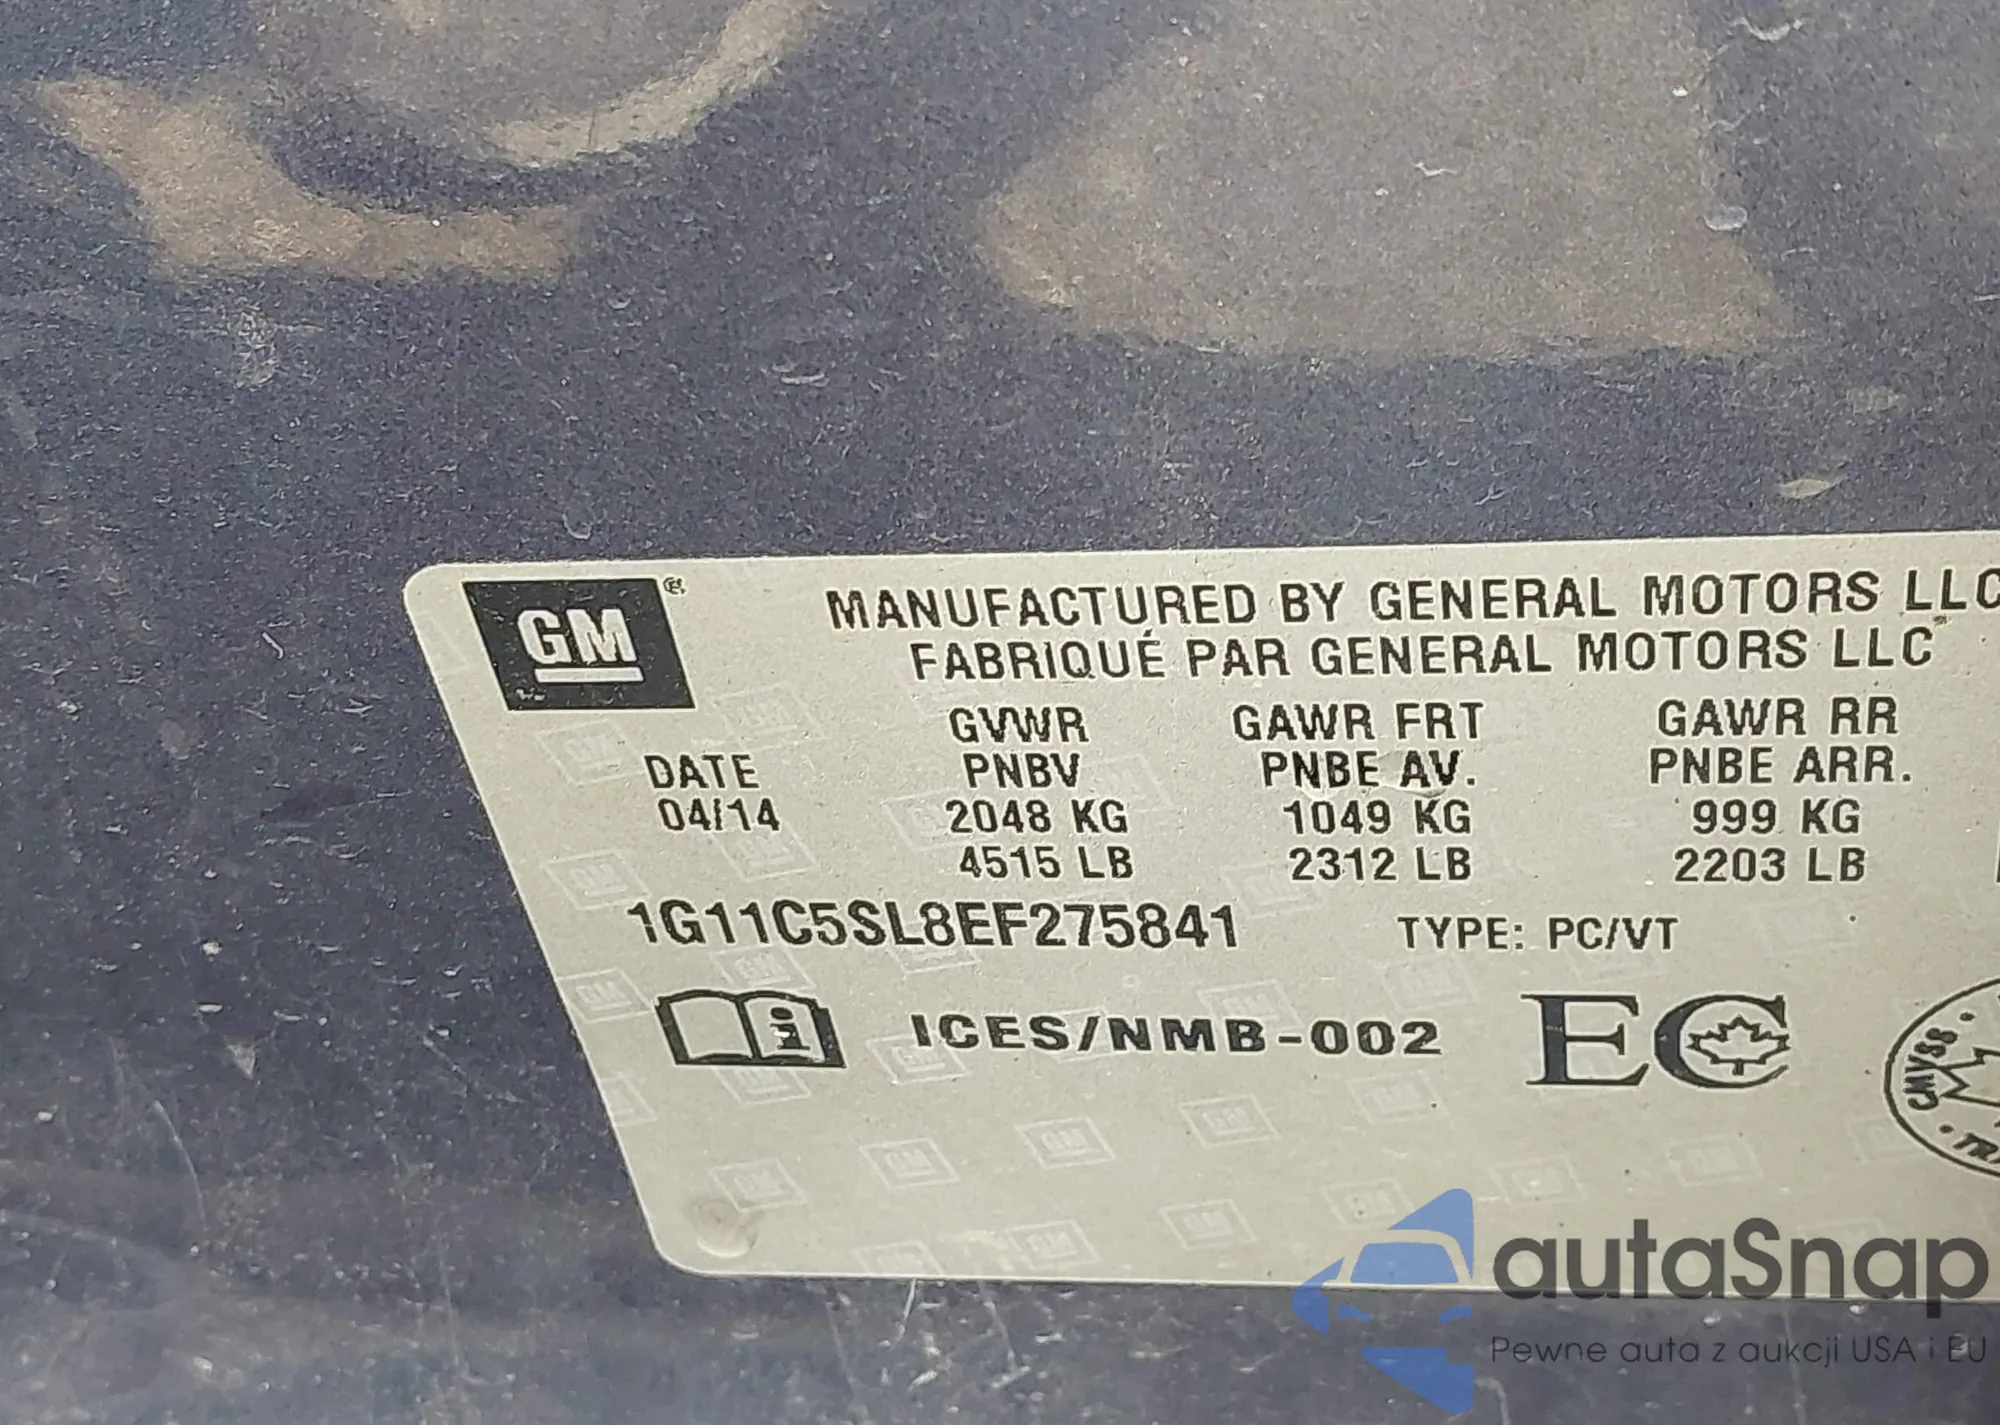 GM
MANUFACTURED BY GENERAL MOTORS LLC
FABRIQUÉ PAR GENERAL MOTORS LLC
GVWR GAWR FRT GAWR RR
DATE PNBV PNBE AV. PNBE ARR.
04/14 2048 KG 1049 KG 999 KG
4515 LB 2312 LB 2203 LB
1G11C5SL8EF275841 TYPE: PC/VT
i ICES/NMB-002 EC
CMVSS
autaSnap
Pewne auta z aukcji USA i EU